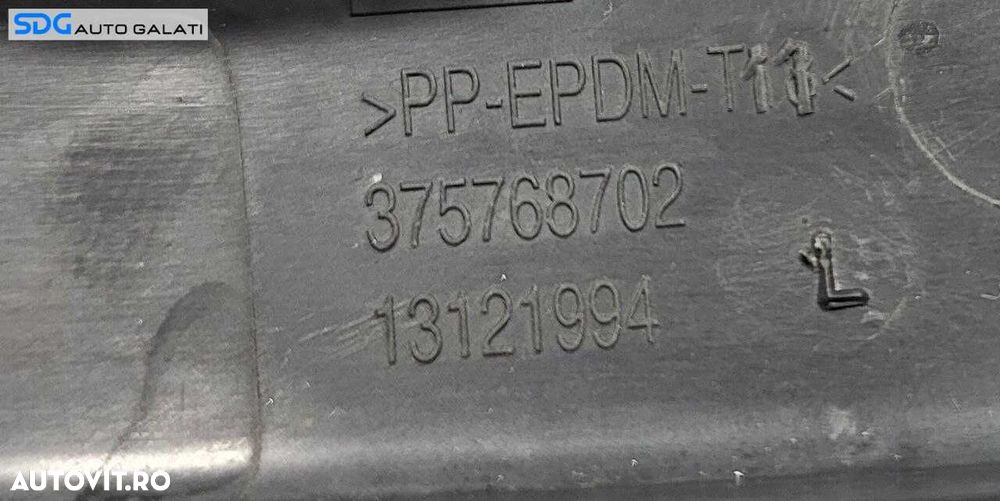 SDG AUTO GALATI
>PP-EPDM-T11<
375768702
13121994
L
AUTOVIT.RO